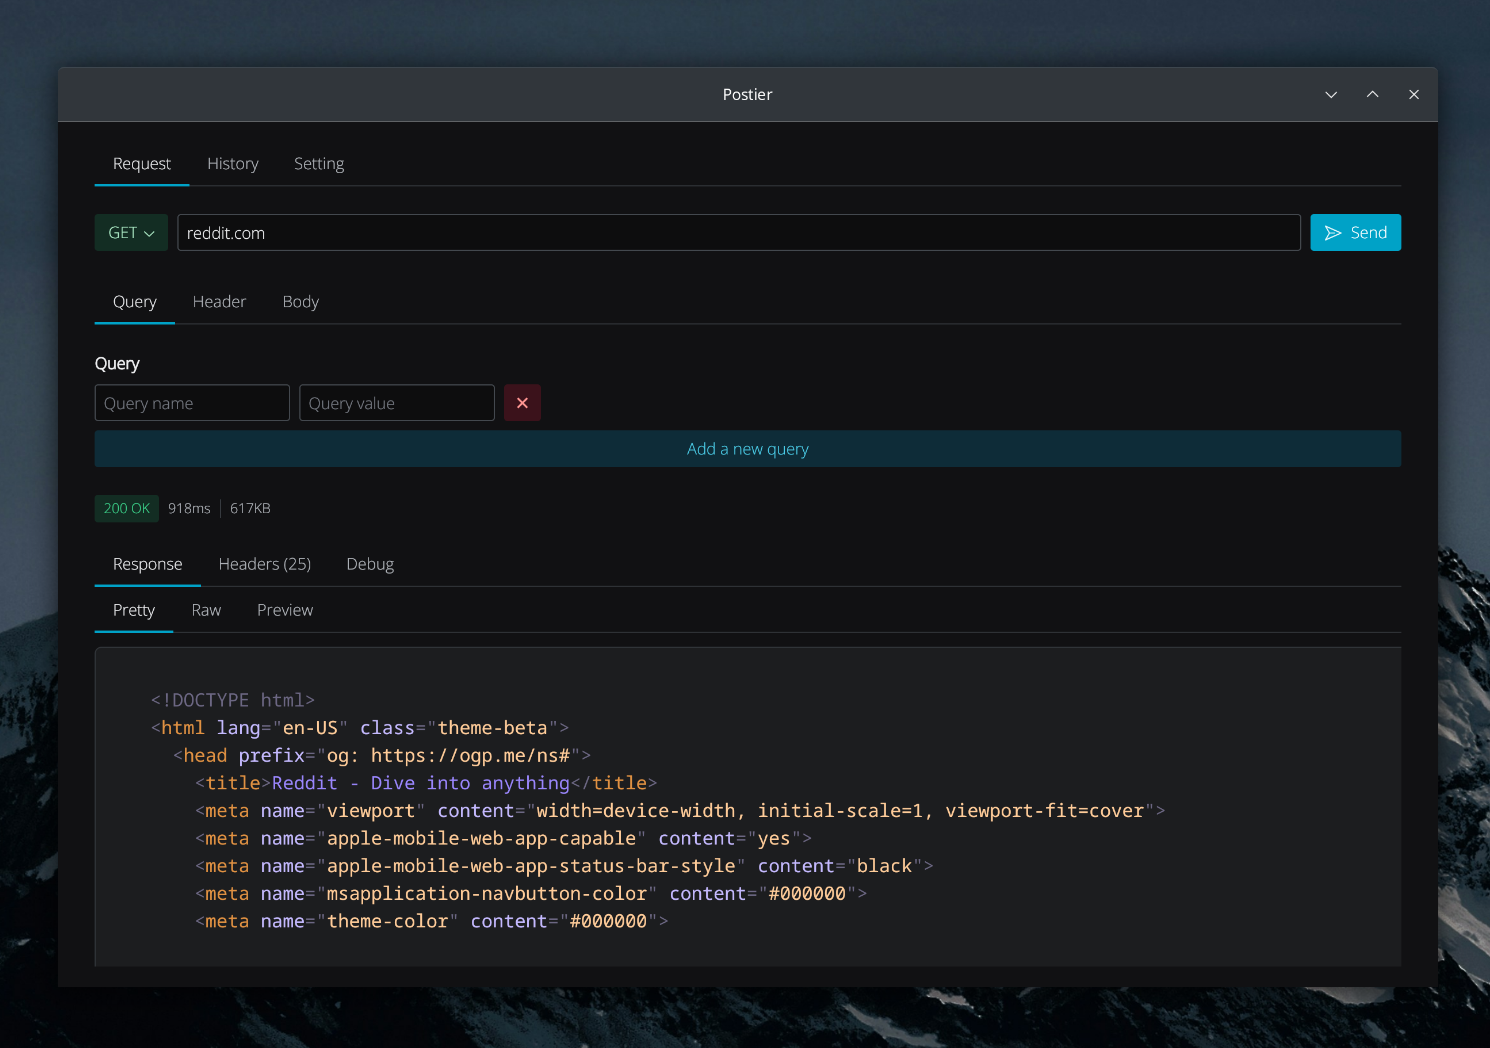 Postier
Request History Setting
GET reddit.com Send
Query Header Body
Query
Query name Query value
Add a new query
200 OK 918ms 617KB
Response Headers (25) Debug
Pretty Raw Preview
<!DOCTYPE html>
<html lang="en-US" class="theme-beta">
<head prefix="og: https://ogp.me/ns#">
<title>Reddit - Dive into anything</title>
<meta name="viewport" content="width=device-width, initial-scale=1, viewport-fit=cover">
<meta name="apple-mobile-web-app-capable" content="yes">
<meta name="apple-mobile-web-app-status-bar-style" content="black">
<meta name="msapplication-navbutton-color" content="#000000">
<meta name="theme-color" content="#000000">